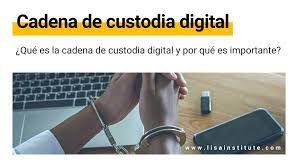 Cadena de custodia digital
¿Qué es la cadena de custodia digital y por qué es importante?
www.lisainstitute.com